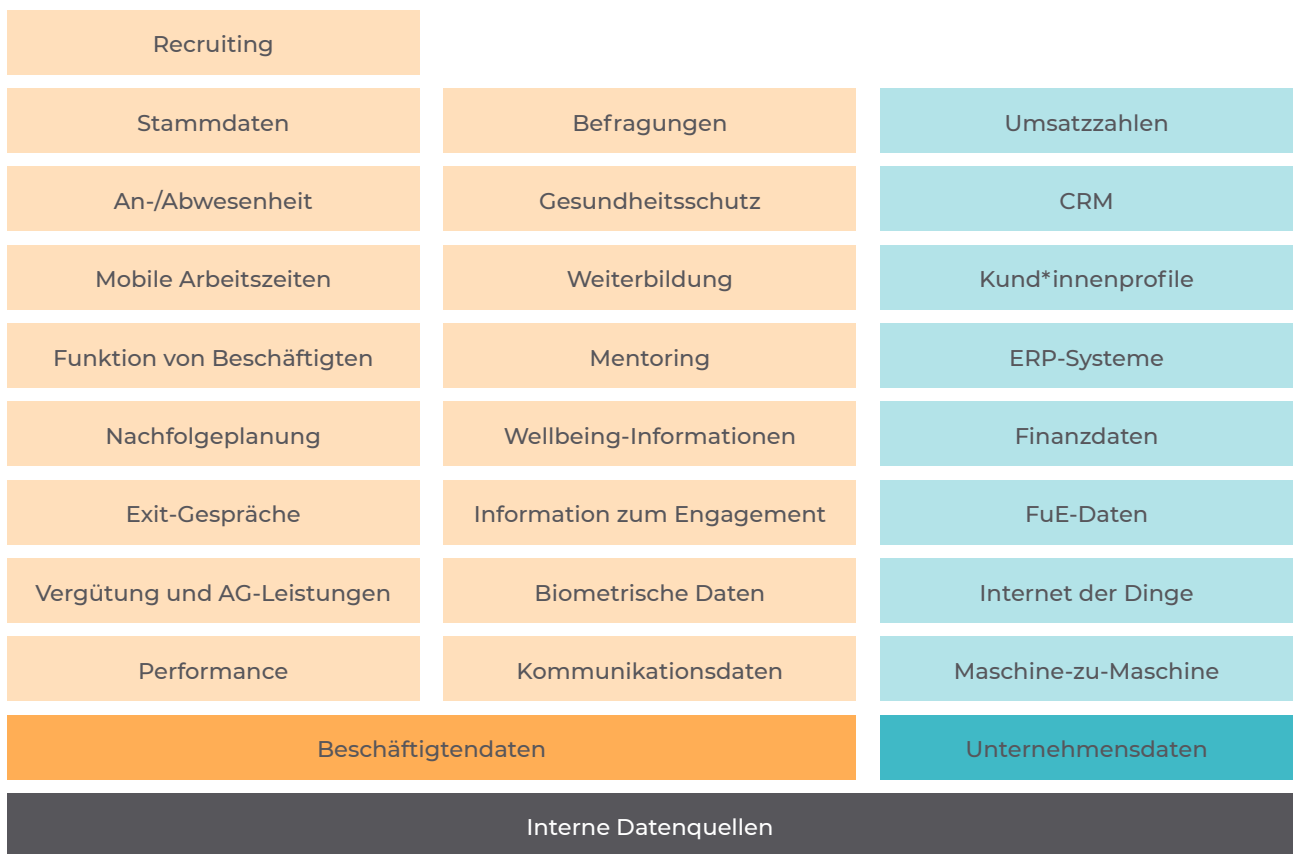 Recruiting
Stammdaten
Befragungen
Umsatzzahlen
An-/Abwesenheit
Gesundheitsschutz
CRM
Mobile Arbeitszeiten
Weiterbildung
Kund*innenprofile
Funktion von Beschäftigten
Mentoring
ERP-Systeme
Nachfolgeplanung
Wellbeing-Informationen
Finanzdaten
Exit-Gespräche
Information zum Engagement
FuE-Daten
Vergütung und AG-Leistungen
Biometrische Daten
Internet der Dinge
Performance
Kommunikationsdaten
Maschine-zu-Maschine
Beschäftigtendaten
Unternehmensdaten
Interne Datenquellen